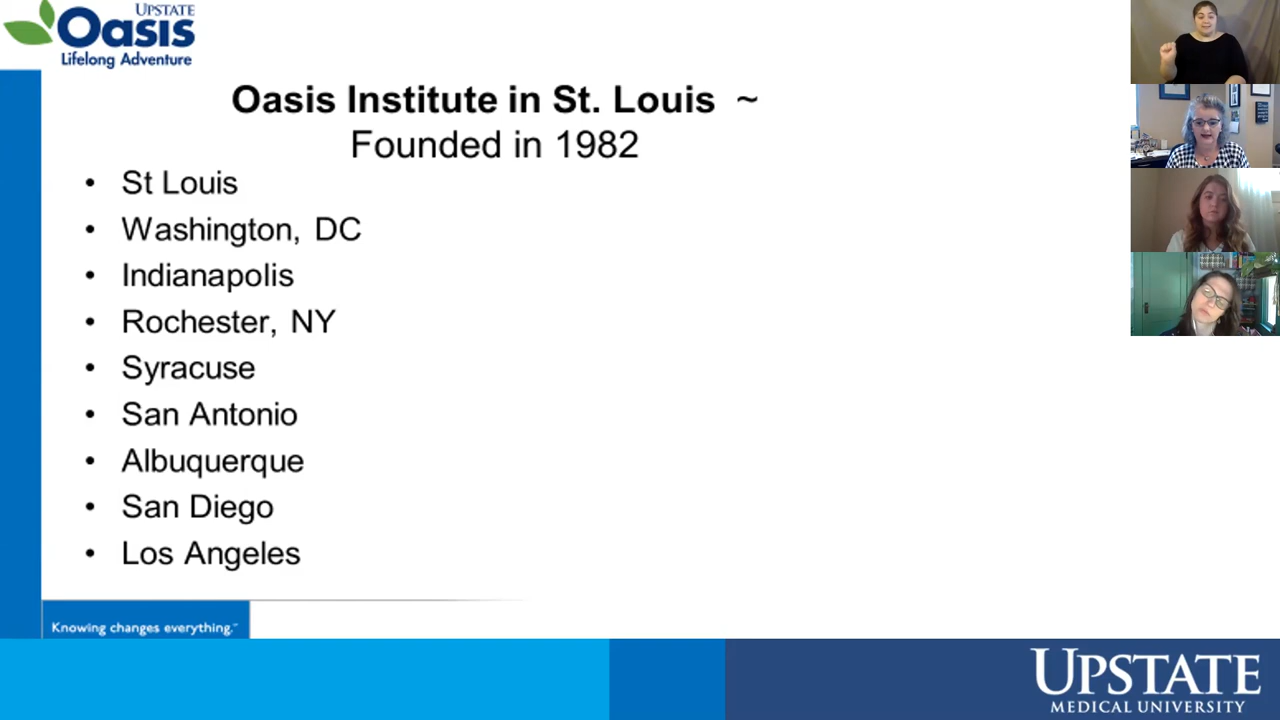 UPSTATE
Oasis
Lifelong Adventure
Oasis Institute in St. Louis ~
Founded in 1982
• St Louis
• Washington, DC
• Indianapolis
• Rochester, NY
• Syracuse
• San Antonio
• Albuquerque
• San Diego
• Los Angeles
Knowing changes everything.™
UPSTATE
MEDICAL UNIVERSITY